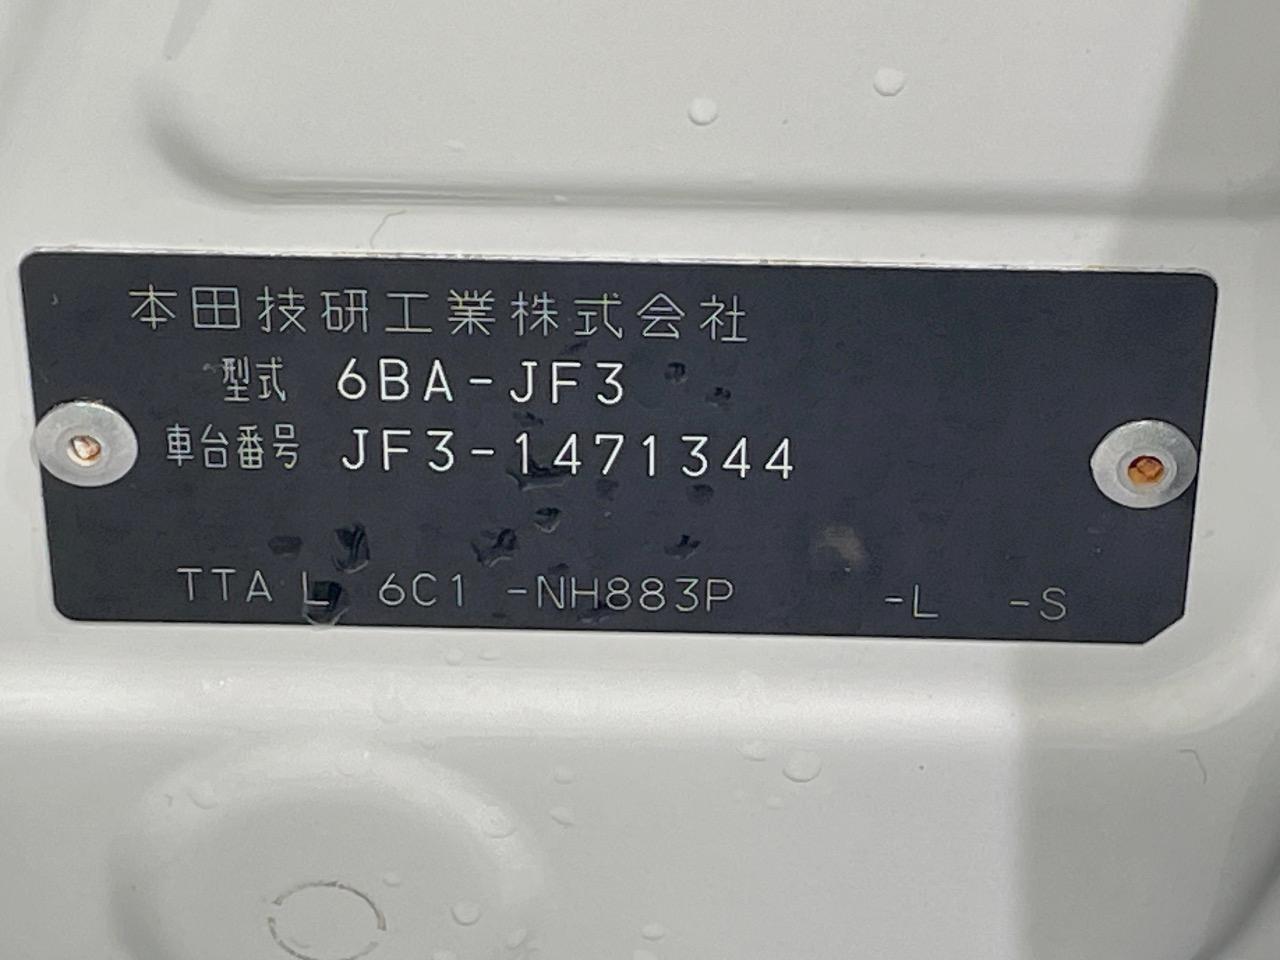 本田技研工業株式会社
型式 6BA-JF3
車台番号 JF3-1471344
TTA L 6C1 -NH883P -L -S